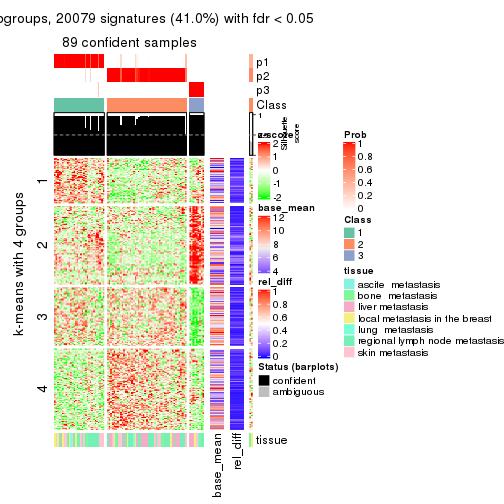 ogroups, 20079 signatures (41.0%) with fdr < 0.05
89 confident samples
p1
p2
p3
Class
1
Silhouette
score
k-means with 4 groups
1
2
3
4
base_mean
rel_diff
tissue
z-score
2
1
0
-1
-2
base_mean
12
10
8
6
4
rel_diff
1
0.8
0.6
0.4
0.2
0
Status (barplots)
confident
ambiguous
Prob
1
0.8
0.6
0.4
0.2
0
Class
1
2
3
tissue
ascite metastasis
bone metastasis
liver metastasis
local metastasis in the breast
lung metastasis
regional lymph node metastasis
skin metastasis